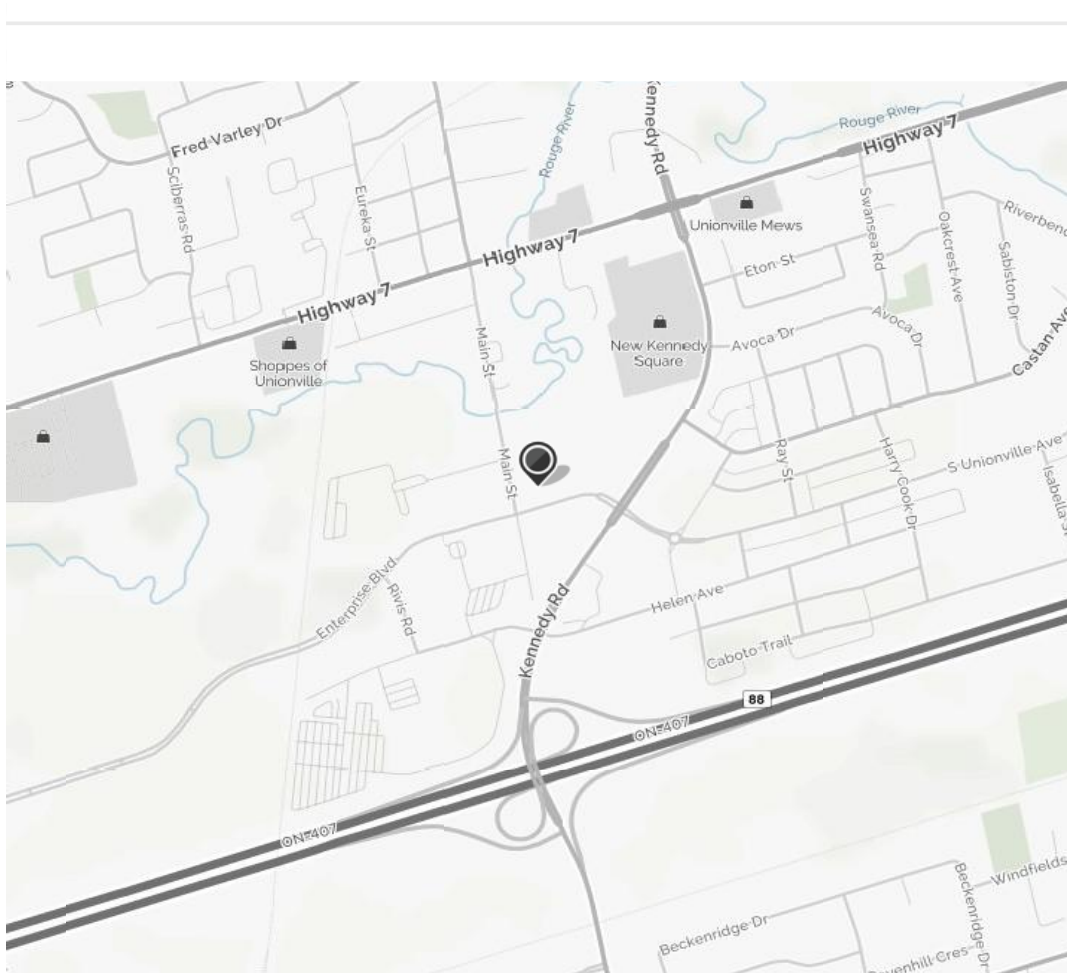 Fred Varley Dr
Sciberras Rd
Eureka St
Rouge River
Kennedy Rd
Rouge River
Highway 7
Unionville Mews
Swansea Rd
Oakcrest Ave
Riverbend
Sabiston Dr
Highway 7
Eton St
Highway 7
Shoppes of
Unionville
Main St
New Kennedy
Square
Avoca Dr
Avoca Dr
Castan Ave
Main St
Ray St
Harry Cook Dr
S Unionville Ave
Isabella St
Enterprise Blvd
Rivis Rd
Kennedy Rd
Helen Ave
Caboto Trail
88
ON-407
ON-407
Beckenridge Dr
Beckenridge Dr
Windfields
venhill Cres